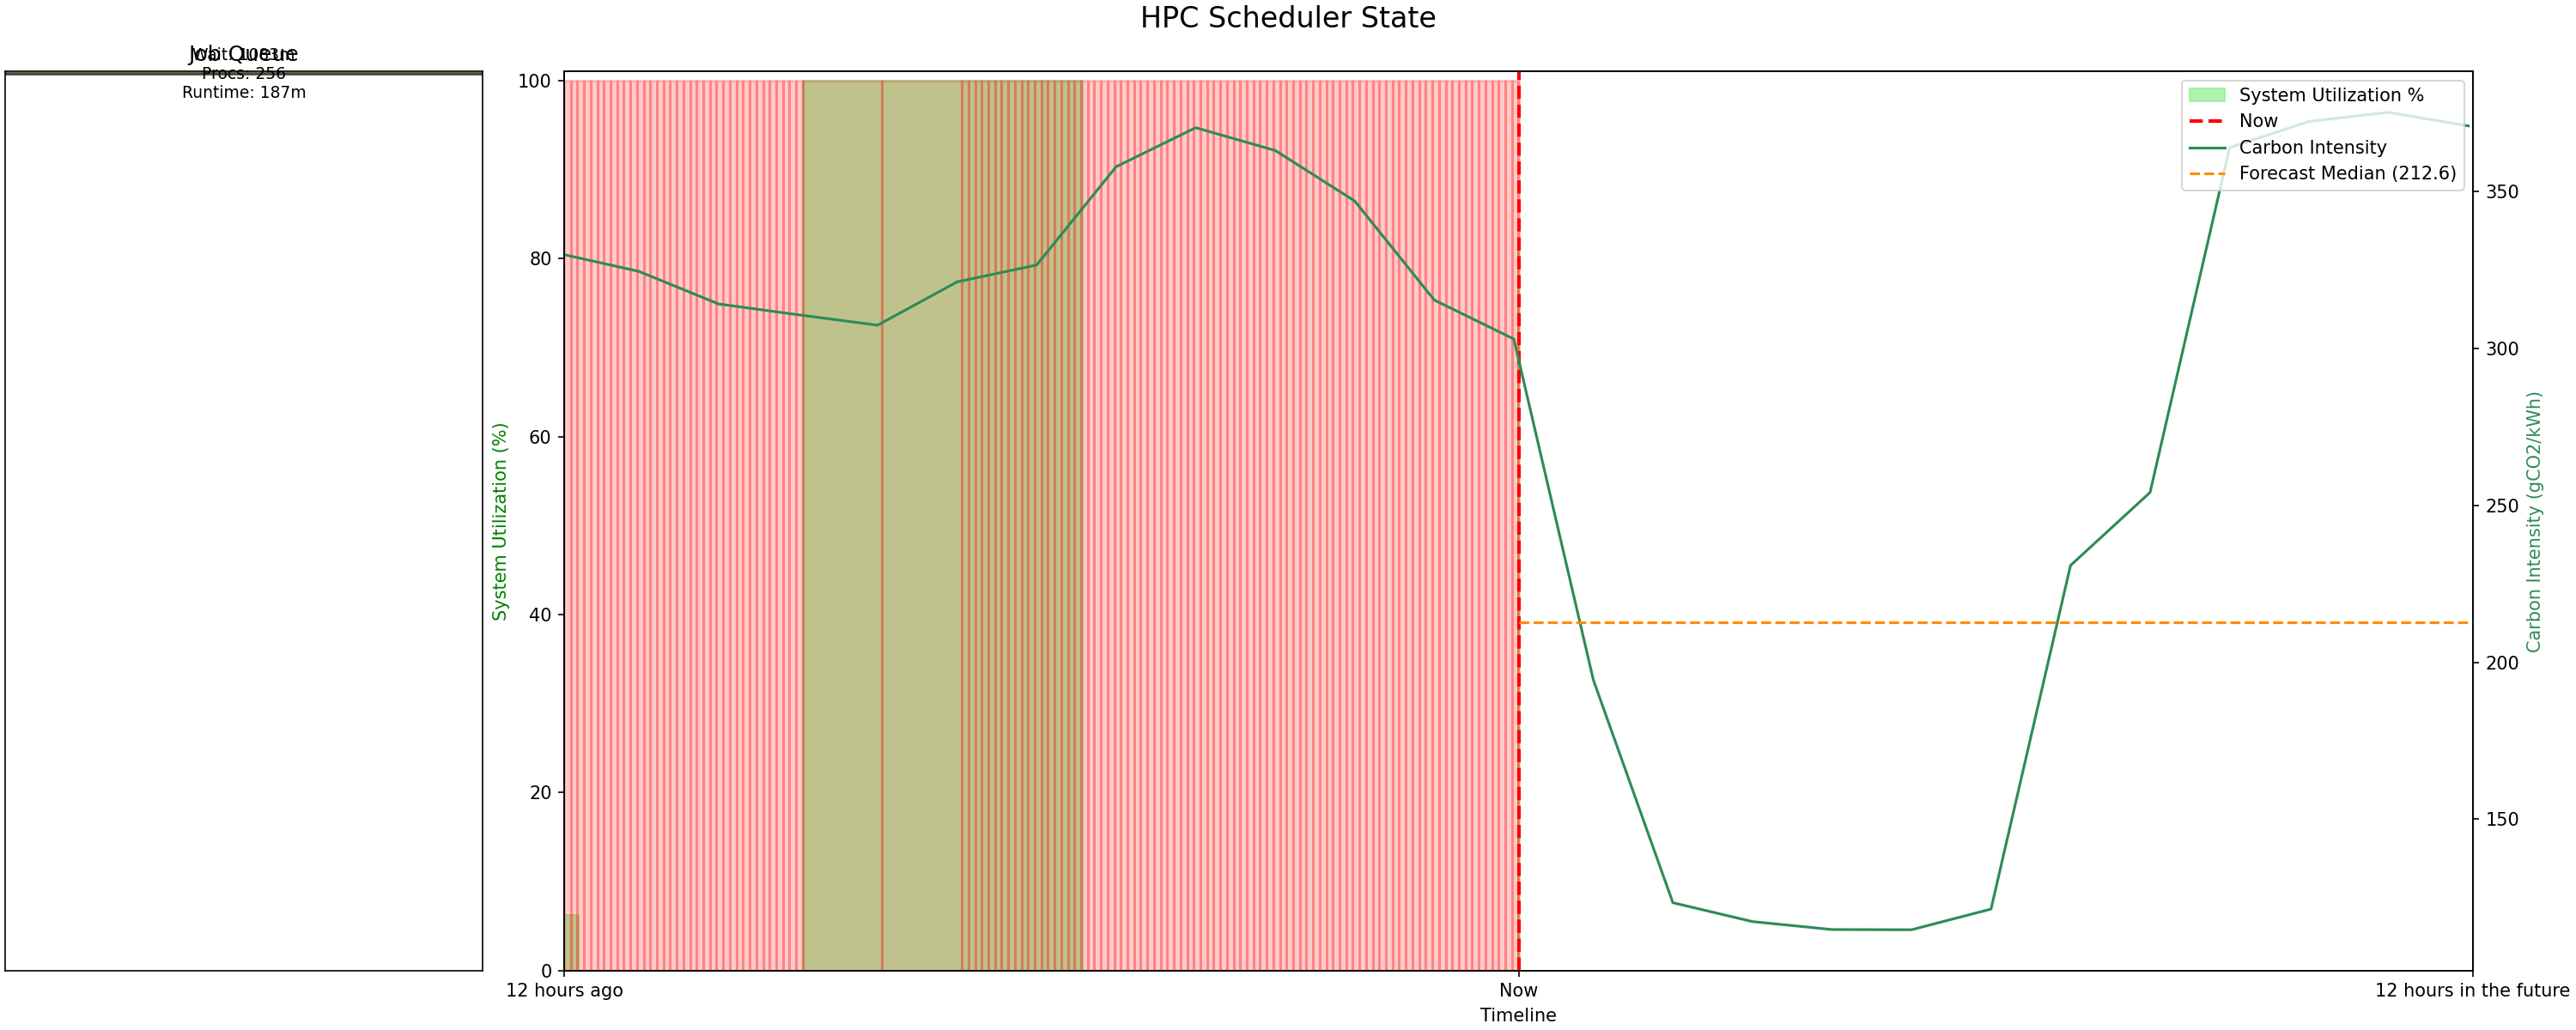 HPC Scheduler State
Job Queue
Wait: 1083m
Procs: 256
Runtime: 187m
System Utilization (%)
100
80
60
40
20
0
System Utilization %
Now
Carbon Intensity
Forecast Median (212.6)
350
300
250
200
150
Carbon Intensity (gCO2/kWh)
12 hours ago
Now
12 hours in the future
Timeline